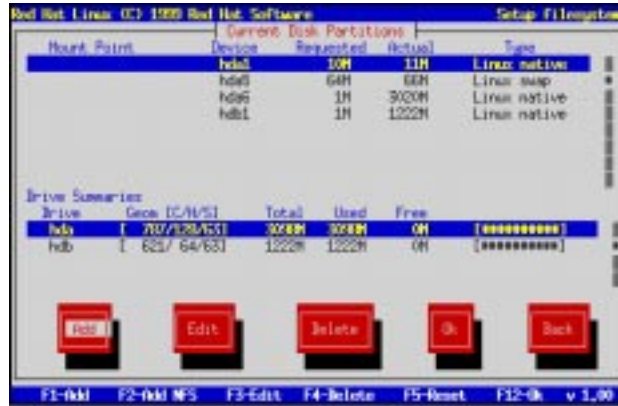 Red Hat Linux (C) 1999 Red Hat Software Setup Filesystem
Current Disk Partitions
Mount Point Device Requested Actual Type
hda1 10M 11M Linux native
hda5 64M 66M Linux swap
hda6 1M 3020M Linux native
hdb1 1M 1222M Linux native
Drive Summaries
Drive Geom [C/H/S] Total Used Free
hda [ 787/128/63] 3098M 3098M 0M [##########]
hdb [ 621/ 64/63] 1222M 1222M 0M [##########]
Add Edit Delete Ok Back
F1-Add F2-Add NFS F3-Edit F4-Delete F5-Reset F12-Ok v 1.00